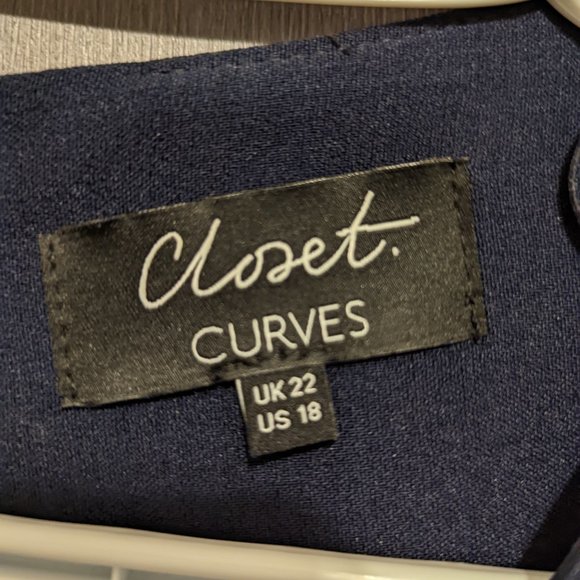 Closet.
CURVES
UK 22
US 18